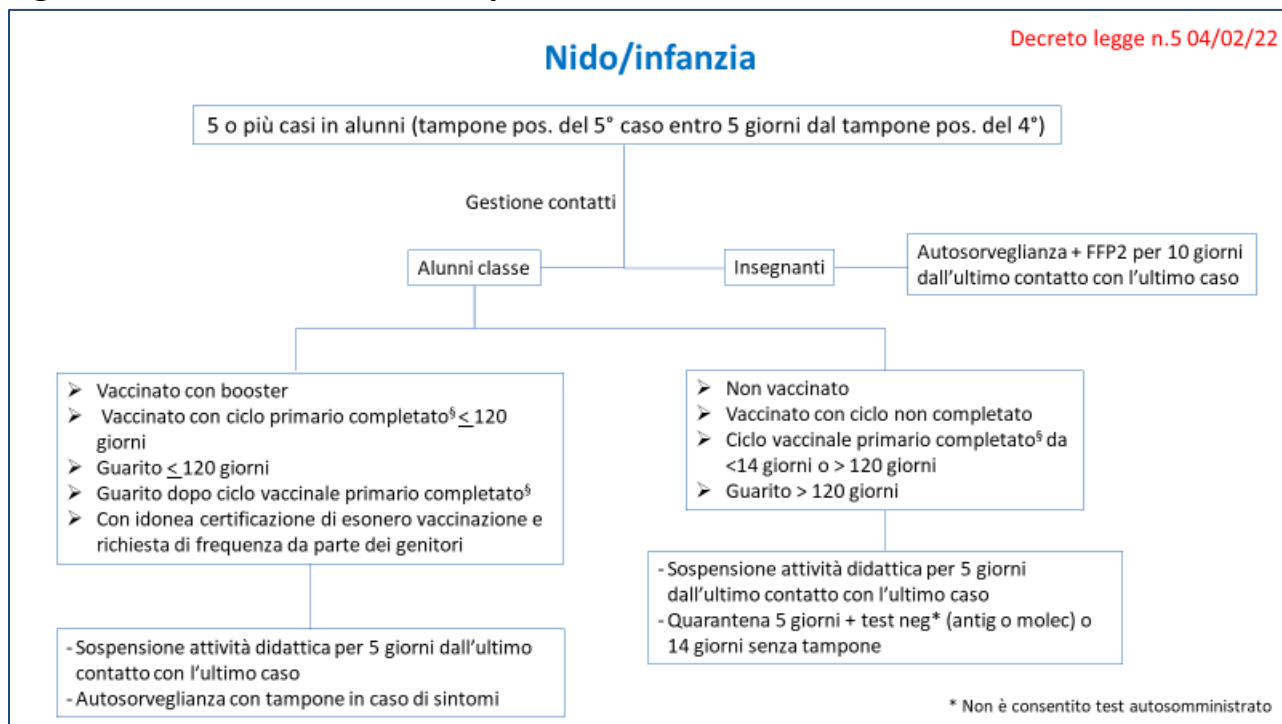 Decreto legge n.5 04/02/22
Nido/infanzia
5 o più casi in alunni (tampone pos. del 5° caso entro 5 giorni dal tampone pos. del 4°)
Gestione contatti
Alunni classe
Insegnanti
Autosorveglianza + FFP2 per 10 giorni
dall'ultimo contatto con l'ultimo caso
➤ Vaccinato con booster
➤ Vaccinato con ciclo primario completato§ < 120
giorni
➤ Guarito < 120 giorni
➤ Guarito dopo ciclo vaccinale primario completato§
➤ Con idonea certificazione di esonero vaccinazione e
richiesta di frequenza da parte dei genitori
➤ Non vaccinato
➤ Vaccinato con ciclo non completato
➤ Ciclo vaccinale primario completato§ da
<14 giorni o > 120 giorni
➤ Guarito > 120 giorni
- Sospensione attività didattica per 5 giorni dall'ultimo
contatto con l'ultimo caso
- Autosorveglianza con tampone in caso di sintomi
- Sospensione attività didattica per 5 giorni
dall'ultimo contatto con l'ultimo caso
- Quarantena 5 giorni + test neg* (antig o molec) o
14 giorni senza tampone
* Non è consentito test autosomministrato